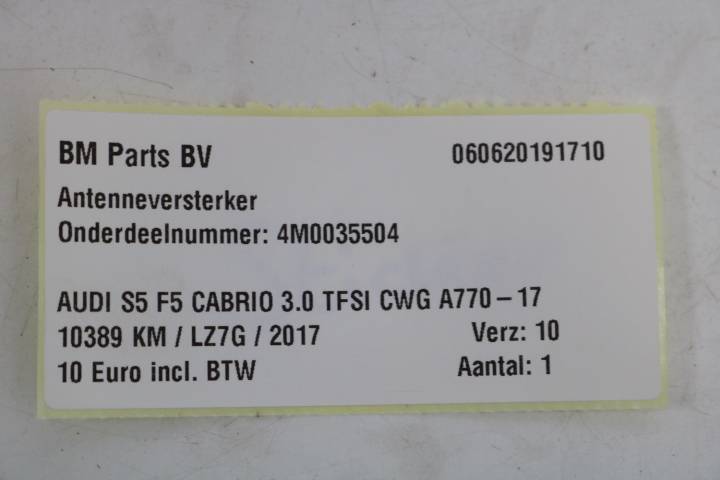 BM Parts BV 060620191710
Antenneversterker
Onderdeelnummer: 4M0035504
AUDI S5 F5 CABRIO 3.0 TFSI CWG A770-17
10389 KM / LZ7G / 2017 Verz: 10
10 Euro incl. BTW Aantal: 1